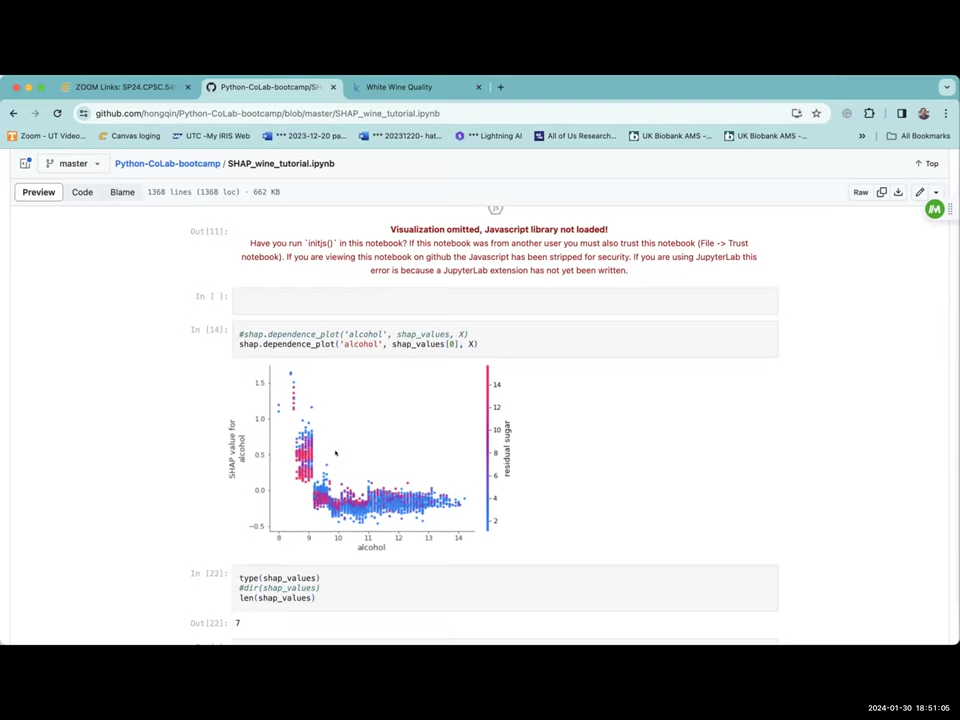 ZOOM Links: SP24.CPSC.54
Python-CoLab-bootcamp/SH
White Wine Quality
github.com/hongqin/Python-CoLab-bootcamp/blob/master/SHAP_wine_tutorial.ipynb
Zoom - UT Video...
Canvas loging
UTC -My IRIS Web
*** 2023-12-20 pa...
*** 20231220- hat...
Lightning AI
All of Us Research...
UK Biobank AMS -...
UK Biobank AMS -...
All Bookmarks
master
Python-CoLab-bootcamp / SHAP_wine_tutorial.ipynb
Top
Preview
Code
Blame
1368 lines (1368 loc) · 662 KB
Raw
Out[11]:
Visualization omitted, Javascript library not loaded!
Have you run `initjs()` in this notebook? If this notebook was from another user you must also trust this notebook (File -> Trust
notebook). If you are viewing this notebook on github the Javascript has been stripped for security. If you are using JupyterLab this
error is because a JupyterLab extension has not yet been written.
In [ ]:
In [14]:
#shap.dependence_plot('alcohol', shap_values, X)
shap.dependence_plot('alcohol', shap_values[0], X)
1.5
1.0
0.5
0.0
−0.5
SHAP value for
alcohol
8 9 10 11 12 13 14
alcohol
14
12
10
8
6
4
2
residual sugar
In [22]:
type(shap_values)
#dir(shap_values)
len(shap_values)
Out[22]:
7
2024-01-30 18:51:05